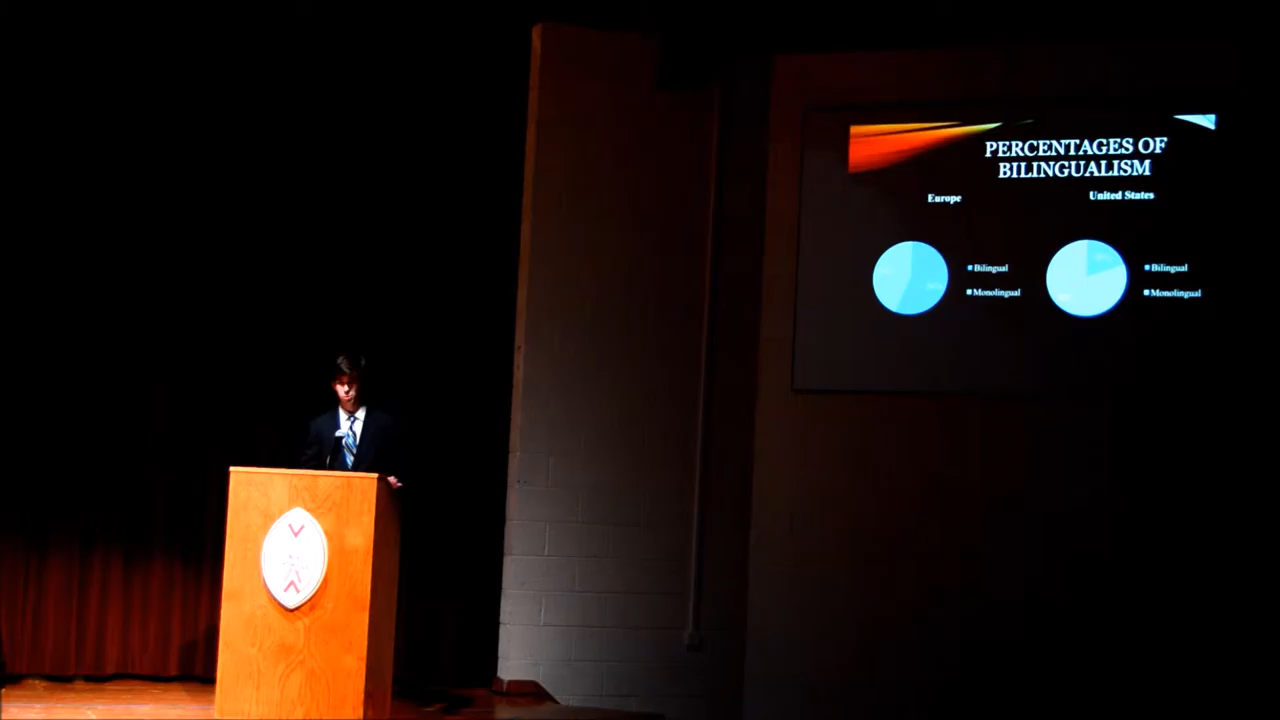 PERCENTAGES OF
BILINGUALISM
Europe
United States
Bilingual
Monolingual
Bilingual
Monolingual